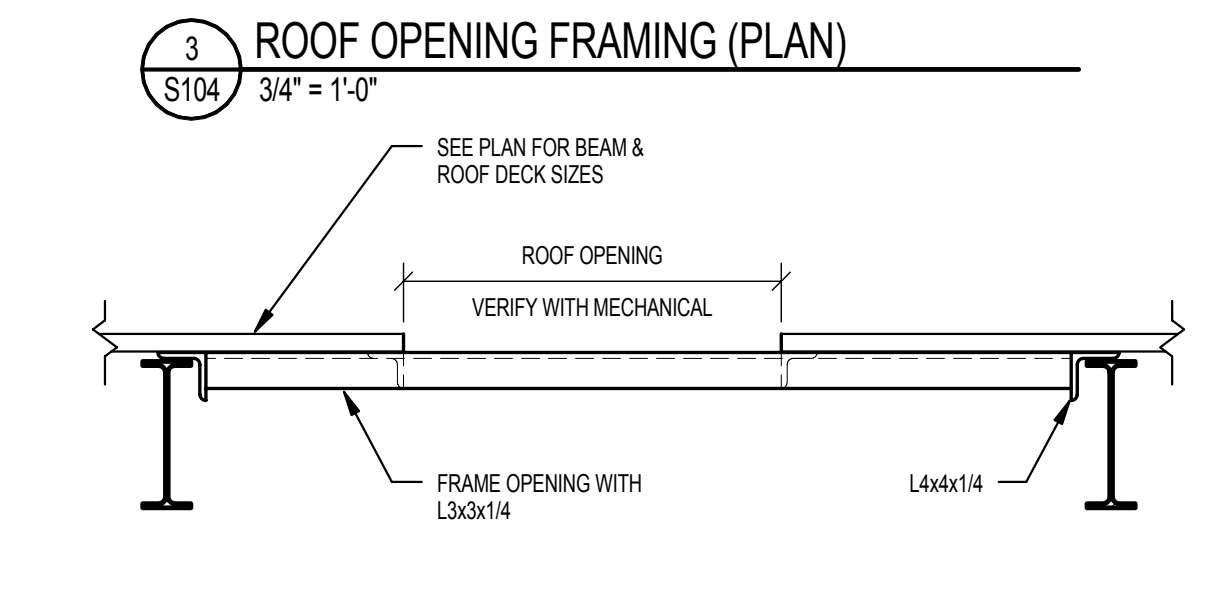 3
S104
ROOF OPENING FRAMING (PLAN)
3/4" = 1'-0"
SEE PLAN FOR BEAM &
ROOF DECK SIZES
ROOF OPENING
VERIFY WITH MECHANICAL
FRAME OPENING WITH
L3x3x1/4
L4x4x1/4